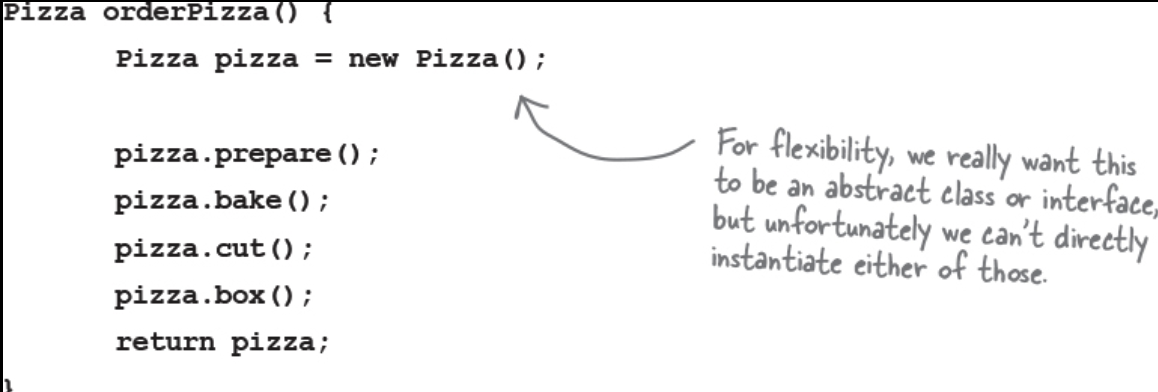 Pizza orderPizza() {
Pizza pizza = new Pizza();
pizza.prepare();
pizza.bake();
pizza.cut();
pizza.box();
return pizza;
}
For flexibility, we really want this
to be an abstract class or interface,
but unfortunately we can't directly
instantiate either of those.